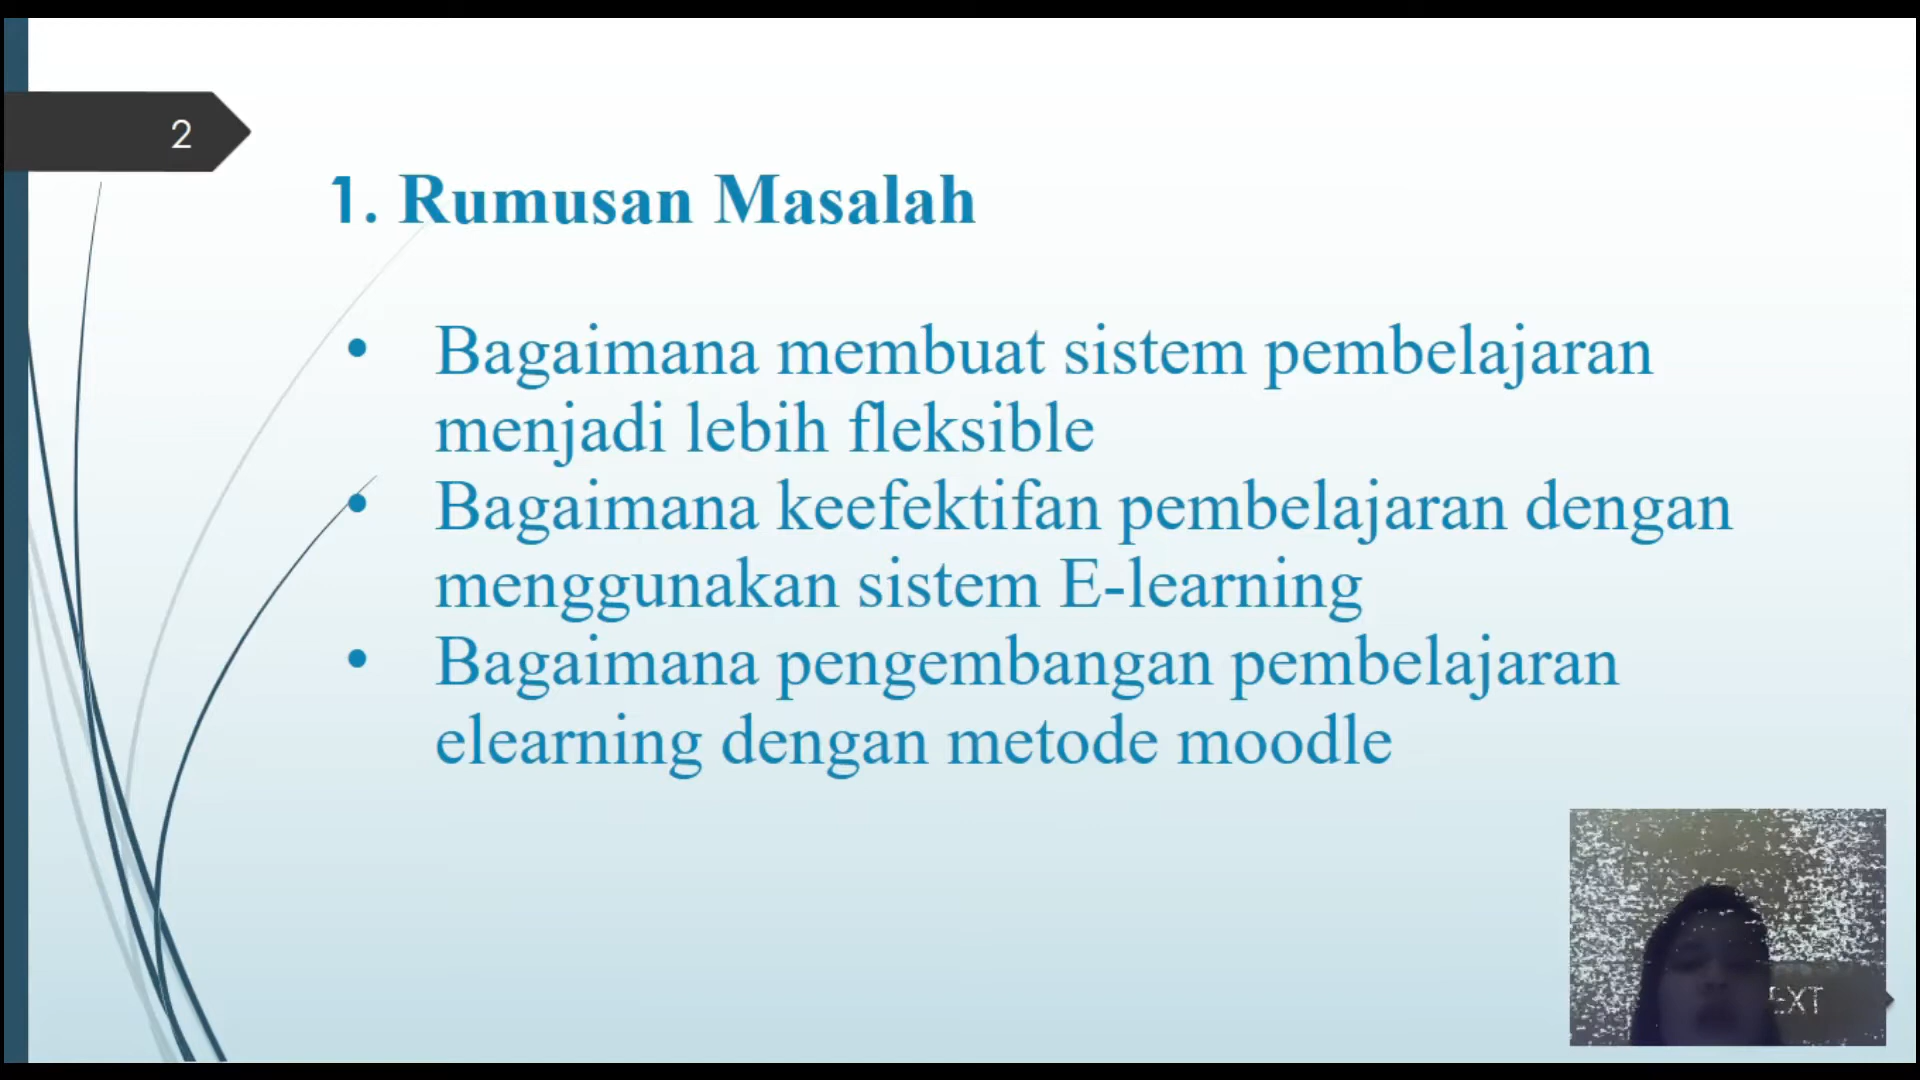 2
1. Rumusan Masalah
• Bagaimana membuat sistem pembelajaran
menjadi lebih fleksible
• Bagaimana keefektifan pembelajaran dengan
menggunakan sistem E-learning
• Bagaimana pengembangan pembelajaran
elearning dengan metode moodle